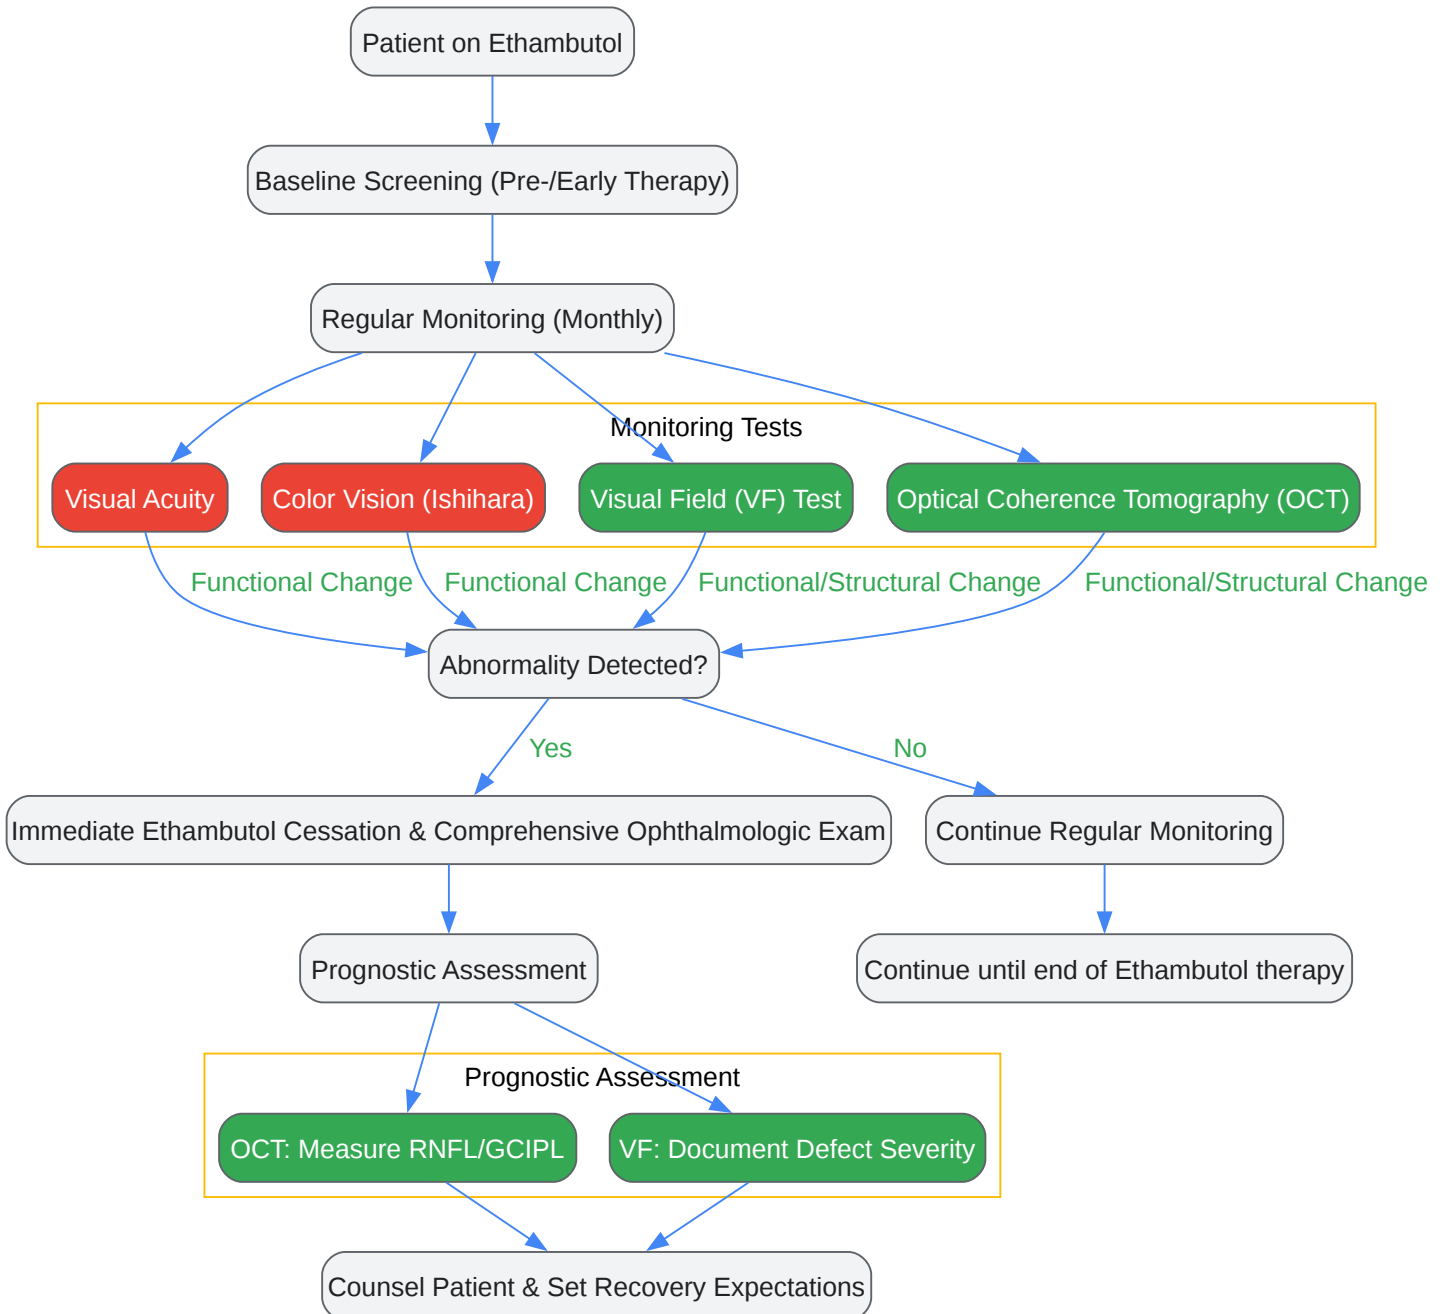 Patient on Ethambutol
Baseline Screening (Pre-/Early Therapy)
Regular Monitoring (Monthly)
Monitoring Tests
Visual Acuity
Color Vision (Ishihara)
Visual Field (VF) Test
Optical Coherence Tomography (OCT)
Functional Change
Functional Change
Functional/Structural Change
Functional/Structural Change
Abnormality Detected?
Yes
No
Immediate Ethambutol Cessation & Comprehensive Ophthalmologic Exam
Continue Regular Monitoring
Prognostic Assessment
Continue until end of Ethambutol therapy
Prognostic Assessment
OCT: Measure RNFL/GCIPL
VF: Document Defect Severity
Counsel Patient & Set Recovery Expectations